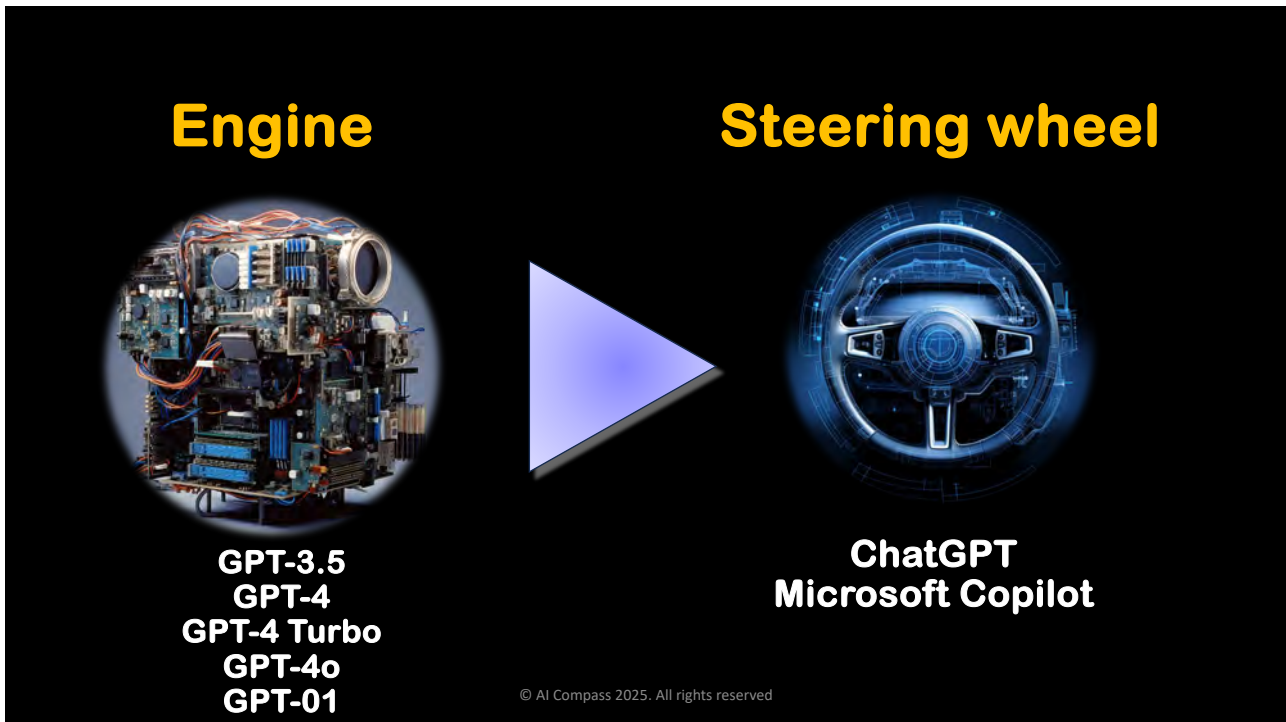 Engine
Steering wheel
GPT-3.5
GPT-4
GPT-4 Turbo
GPT-4o
GPT-01
ChatGPT
Microsoft Copilot
© AI Compass 2025. All rights reserved